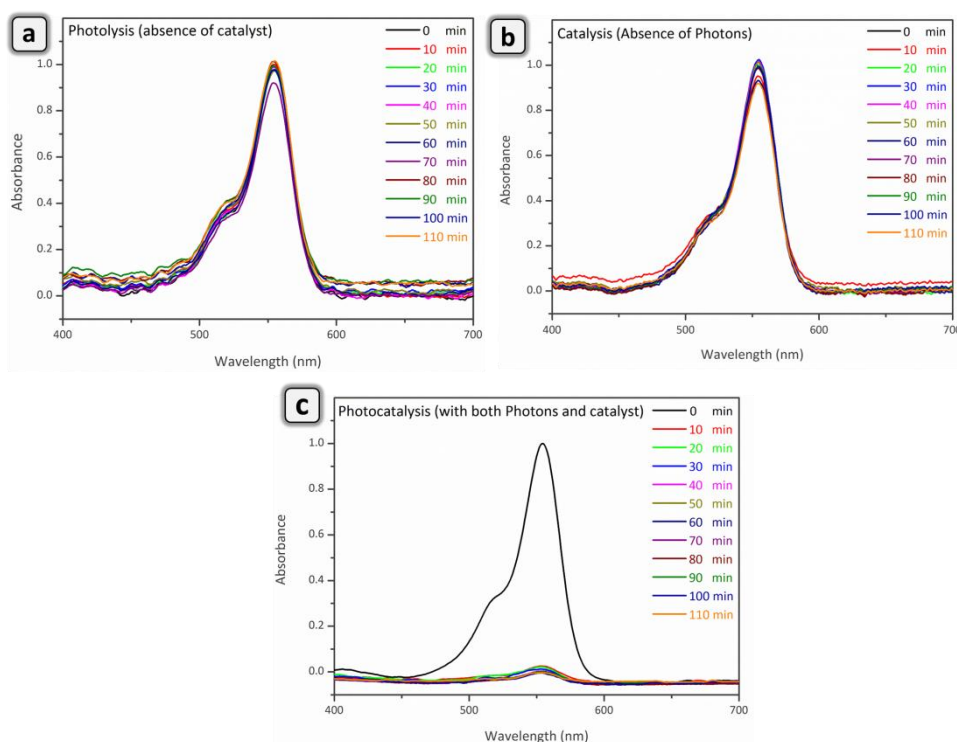 a
Photolysis (absence of catalyst)
0 min
10 min
20 min
30 min
40 min
50 min
60 min
70 min
80 min
90 min
100 min
110 min
1.0
0.8
0.6
0.4
0.2
0.0
Absorbance
400
500
600
700
Wavelength (nm)
b
Catalysis (Absence of Photons)
0 min
10 min
20 min
30 min
40 min
50 min
60 min
70 min
80 min
90 min
100 min
110 min
1.0
0.8
0.6
0.4
0.2
0.0
Absorbance
400
500
600
700
Wavelength (nm)
c
Photocatalysis (with both Photons and catalyst)
0 min
10 min
20 min
30 min
40 min
50 min
60 min
70 min
80 min
90 min
100 min
110 min
1.0
0.8
0.6
0.4
0.2
0.0
Absorbance
400
500
600
700
Wavelength (nm)